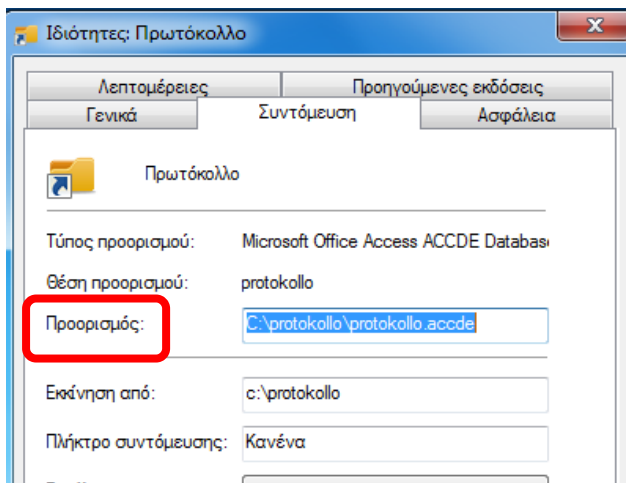 Ιδιότητες: Πρωτόκολλο
Λεπτομέρειες Προηγούμενες εκδόσεις
Γενικά Συντόμευση Ασφάλεια
Πρωτόκολλο
Τύπος προορισμού: Microsoft Office Access ACCDE Databas
Θέση προορισμού: protokollo
Προορισμός: C:\protokollo\protokollo.accde
Εκκίνηση από: c:\protokollo
Πλήκτρο συντόμευσης: Κανένα